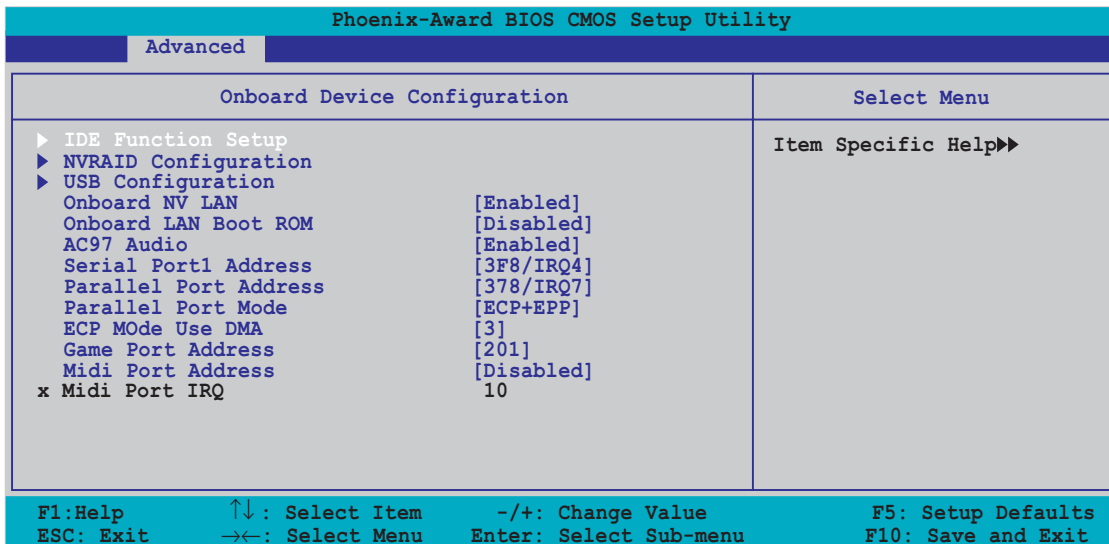 Phoenix-Award BIOS CMOS Setup Utility
Advanced
Onboard Device Configuration
Select Menu
▶ IDE Function Setup
▶ NVRAID Configuration
▶ USB Configuration
Onboard NV LAN [Enabled]
Onboard LAN Boot ROM [Disabled]
AC97 Audio [Enabled]
Serial Port1 Address [3F8/IRQ4]
Parallel Port Address [378/IRQ7]
Parallel Port Mode [ECP+EPP]
ECP MOde Use DMA [3]
Game Port Address [201]
Midi Port Address [Disabled]
x Midi Port IRQ 10
Item Specific Help▶▶
F1:Help ↑↓: Select Item -/+: Change Value F5: Setup Defaults
ESC: Exit →←: Select Menu Enter: Select Sub-menu F10: Save and Exit